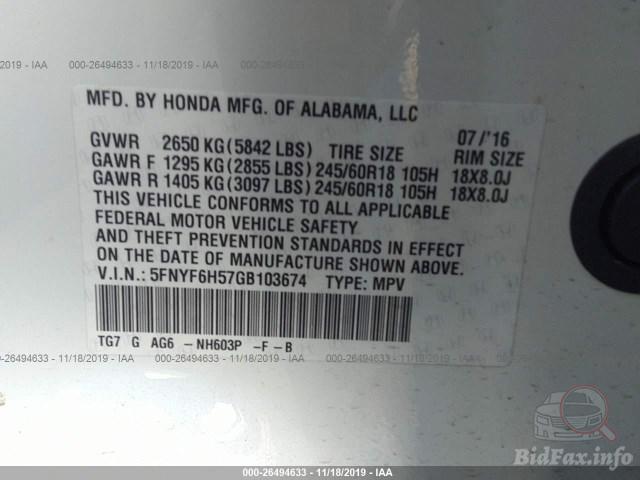 2019 - IAA 000-26494633 - 11/18/2019 - IAA 000-26494633 - 11/18/2019 - IAA 000-26494633
MFD. BY HONDA MFG. OF ALABAMA, LLC
GVWR 2650 KG (5842 LBS) TIRE SIZE 07/'16 RIM SIZE
GAWR F 1295 KG (2855 LBS) 245/60R18 105H 18X8.0J
GAWR R 1405 KG (3097 LBS) 245/60R18 105H 18X8.0J
THIS VEHICLE CONFORMS TO ALL APPLICABLE
FEDERAL MOTOR VEHICLE SAFETY
AND THEFT PREVENTION STANDARDS IN EFFECT
ON THE DATE OF MANUFACTURE SHOWN ABOVE.
V.I.N.: 5FNYF6H57GB103674 TYPE: MPV
TG7 G AG6 -NH603P -F-B
2019 - IAA 000-26494633 - 11/18/2019 - IAA 000-26494633 - 11/18/2019 - IAA 000-26494633
BidFax.info
000-26494633 - 11/18/2019 - IAA